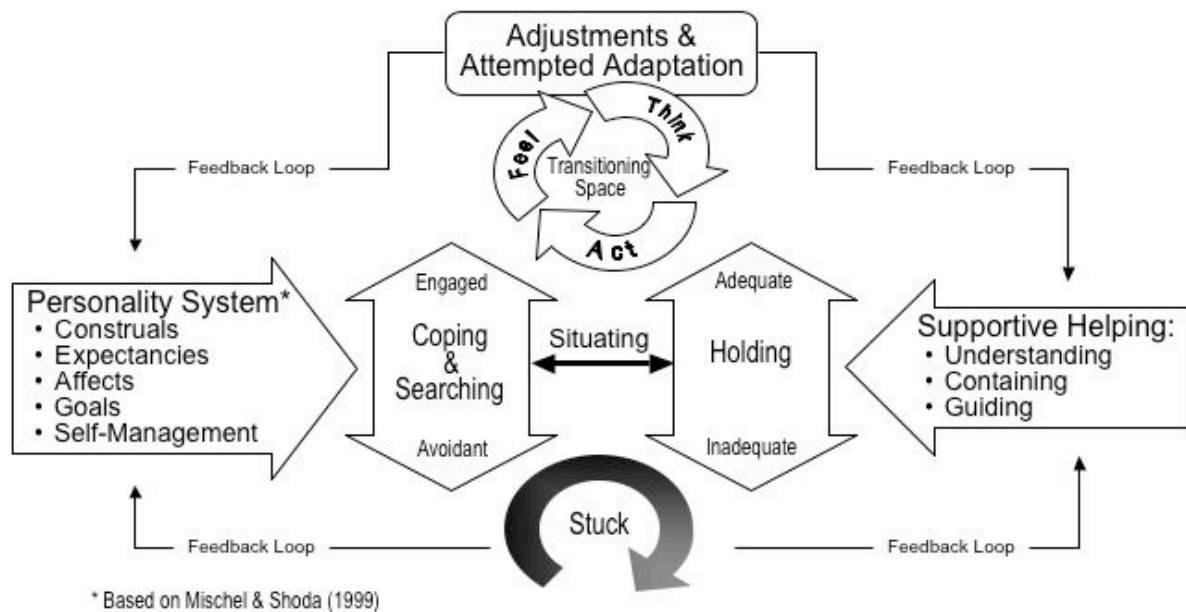 Adjustments &
Attempted Adaptation
Think
Feel
Transitioning
Space
Act
Feedback Loop
Feedback Loop
Personality System*
• Construals
• Expectancies
• Affects
• Goals
• Self-Management
Engaged
Coping
&
Searching
Avoidant
Situating
Adequate
Holding
Inadequate
Supportive Helping:
• Understanding
• Containing
• Guiding
Stuck
Feedback Loop
Feedback Loop
* Based on Mischel & Shoda (1999)